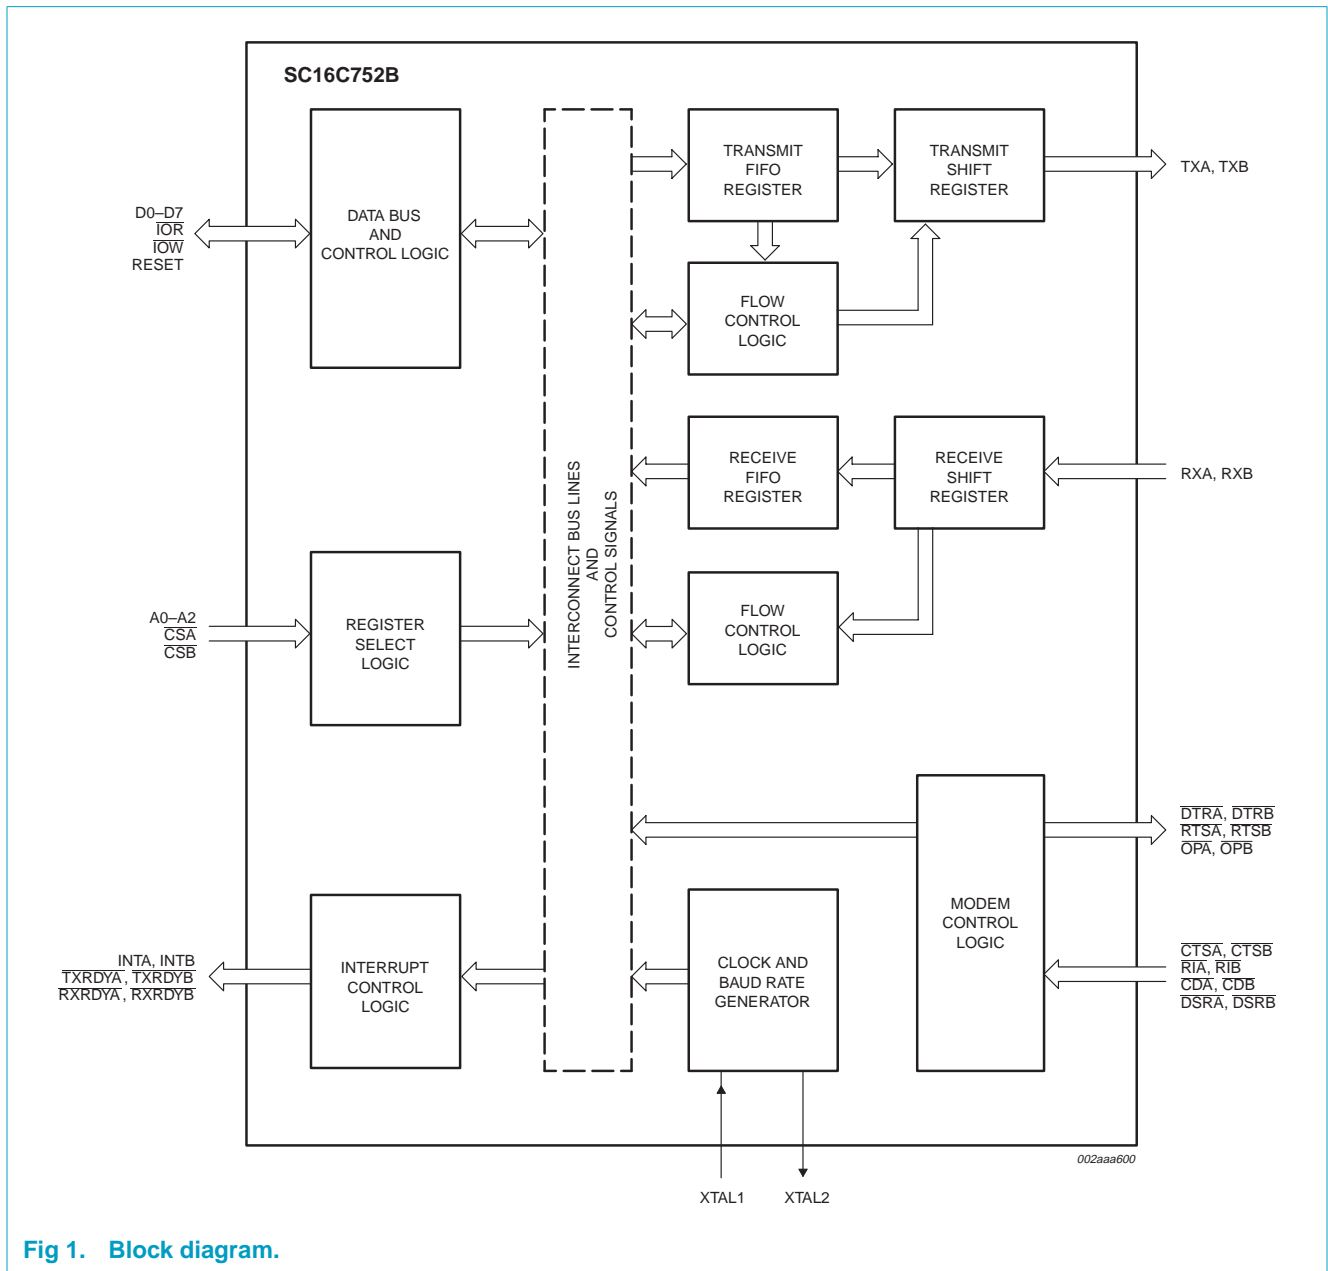 SC16C752B
D0–D7
IOR
IOW
RESET
DATA BUS
AND
CONTROL LOGIC
TRANSMIT
FIFO
REGISTER
TRANSMIT
SHIFT
REGISTER
TXA, TXB
FLOW
CONTROL
LOGIC
INTERCONNECT BUS LINES
AND
CONTROL SIGNALS
RECEIVE
FIFO
REGISTER
RECEIVE
SHIFT
REGISTER
RXA, RXB
A0–A2
CSA
CSB
REGISTER
SELECT
LOGIC
FLOW
CONTROL
LOGIC
DTRA, DTRB
RTSA, RTSB
OPA, OPB
MODEM
CONTROL
LOGIC
CTSA, CTSB
RIA, RIB
CDA, CDB
DSRA, DSRB
INTA, INTB
TXRDYA, TXRDYB
RXRDYA, RXRDYB
INTERRUPT
CONTROL
LOGIC
CLOCK AND
BAUD RATE
GENERATOR
002aaa600
XTAL1
XTAL2
Fig 1. Block diagram.